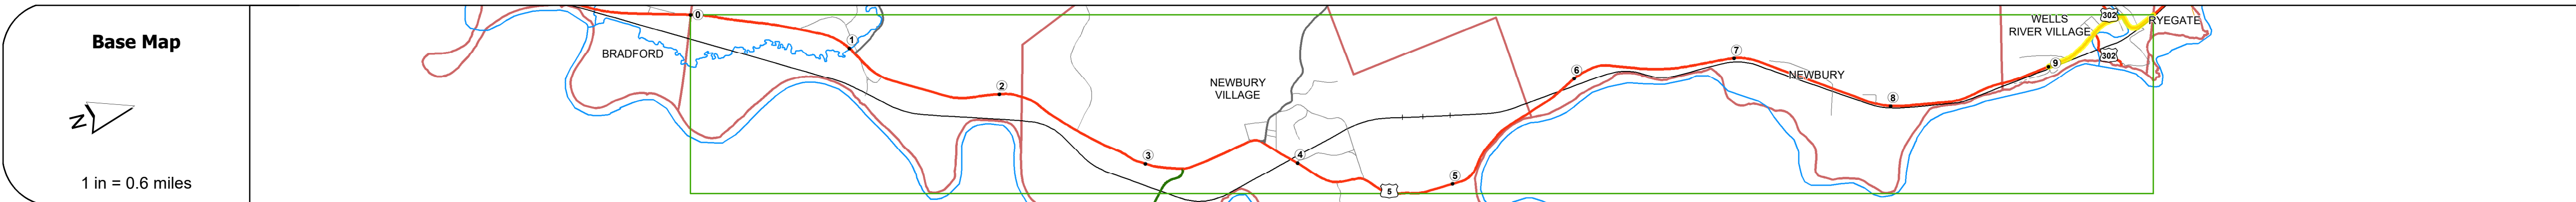 Base Map
N
1 in = 0.6 miles
BRADFORD
0
1
2
3
NEWBURY
VILLAGE
4
5
5
6
7
NEWBURY
8
9
WELLS
RIVER VILLAGE
302
302
RYEGATE